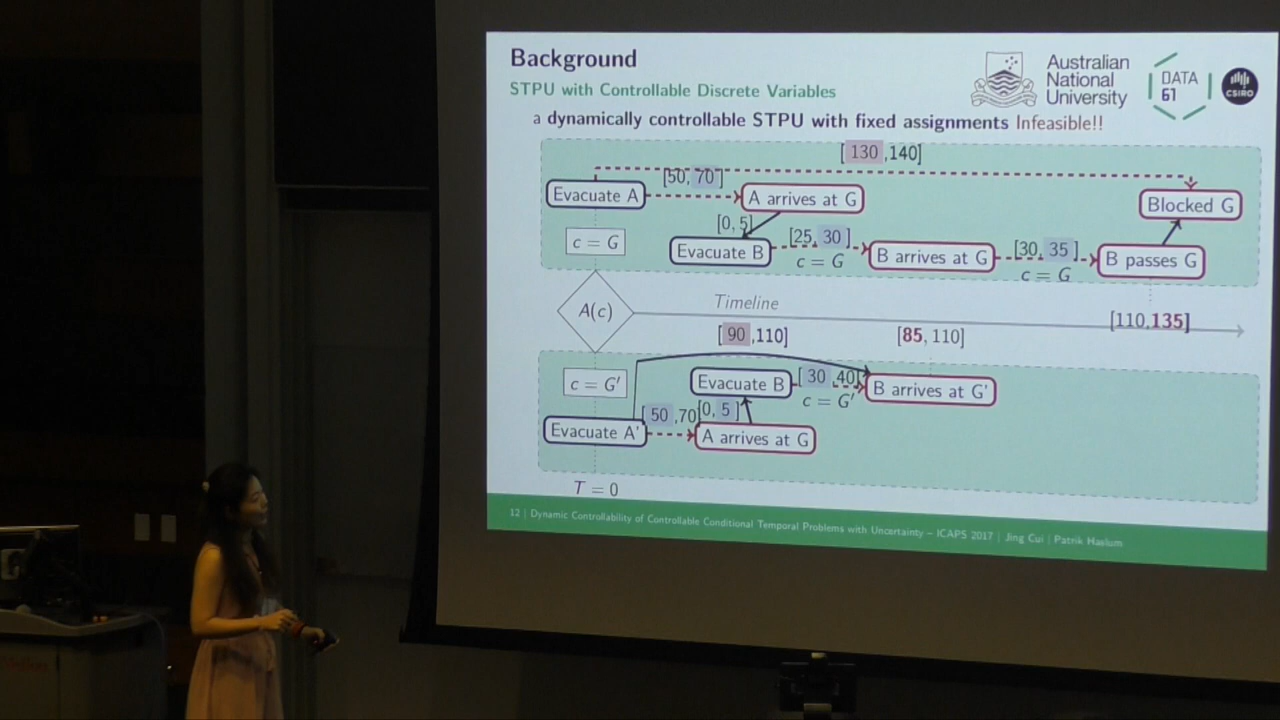 Background
STPU with Controllable Discrete Variables
Australian
National
University
DATA
61
CSIRO
a dynamically controllable STPU with fixed assignments Infeasible!!
[ 130 ,140]
[50, 70 ]
Evacuate A
A arrives at G
Blocked G
[0, 5]
c = G
Evacuate B
[25, 30 ]
c = G
B arrives at G
[30, 35 ]
c = G
B passes G
A(c)
Timeline
[110,135]
[ 90 ,110]
[85, 110]
c = G′
Evacuate B
[ 30 ,40]
c = G′
B arrives at G'
[ 50 ,70]
[0, 5 ]
Evacuate A'
A arrives at G
T = 0
12 | Dynamic Controllability of Controllable Conditional Temporal Problems with Uncertainty – ICAPS 2017 | Jing Cui | Patrik Haslum